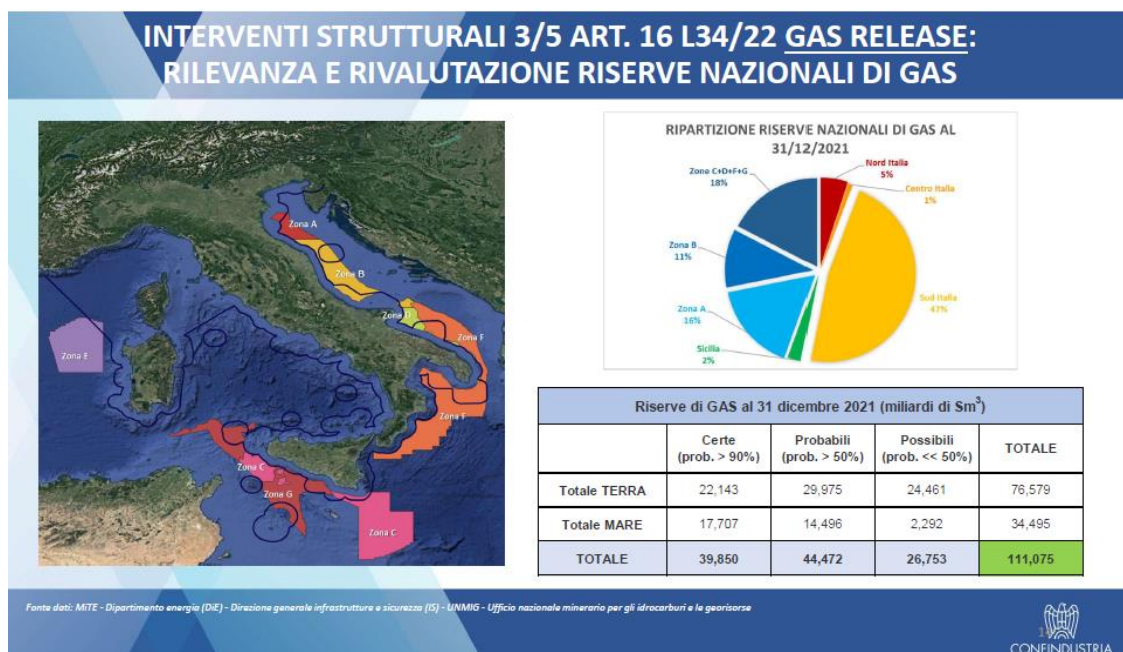 INTERVENTI STRUTTURALI 3/5 ART. 16 L34/22 GAS RELEASE:
RILEVANZA E RIVALUTAZIONE RISERVE NAZIONALI DI GAS
Zona A
Zona B
Zona D
Zona F
Zona E
Zona F
Zona C
Zona G
Zona C
RIPARTIZIONE RISERVE NAZIONALI DI GAS AL
31/12/2021
Nord Italia
5%
Centro Italia
1%
Sud Italia
47%
Sicilia
2%
Zona A
16%
Zona B
11%
Zone C+D+F+G
18%
Riserve di GAS al 31 dicembre 2021 (miliardi di Sm³)
Certe (prob. > 90%) Probabili (prob. > 50%) Possibili (prob. << 50%) TOTALE
Totale TERRA 22,143 29,975 24,461 76,579
Totale MARE 17,707 14,496 2,292 34,495
TOTALE 39,850 44,472 26,753 111,075
Fonte dati: MiTE - Dipartimento energia (DiE) - Direzione generale infrastrutture e sicurezza (IS) - UNMIG - Ufficio nazionale minerario per gli idrocarburi e le georisorse
CONFINDUSTRIA